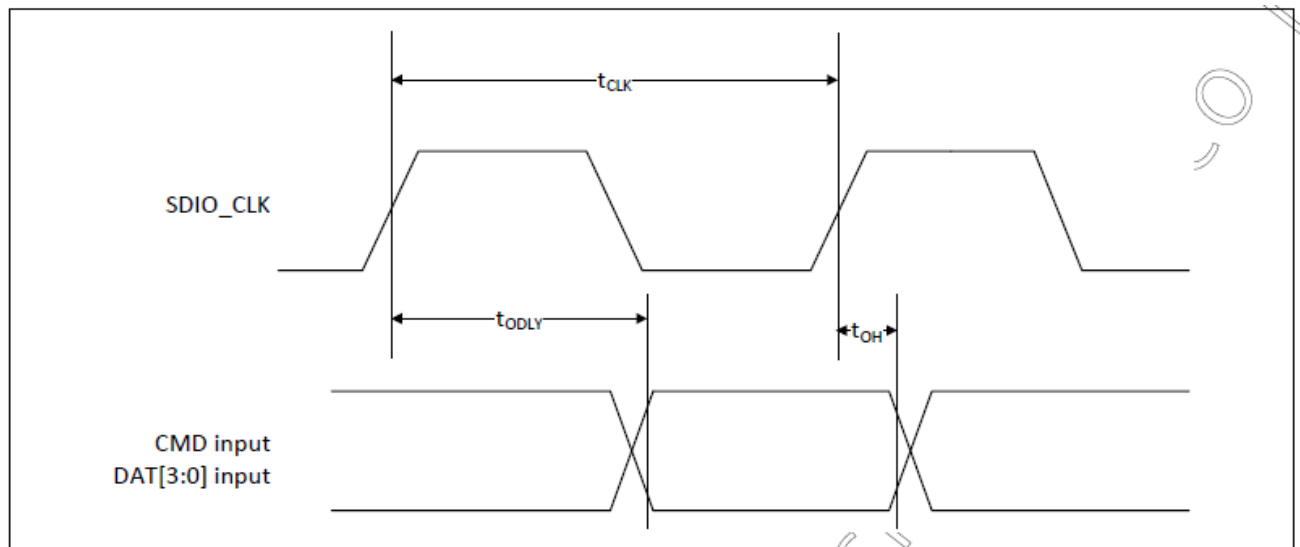 tCLK
SDIO_CLK
tODLY
tOH
CMD input
DAT[3:0] input